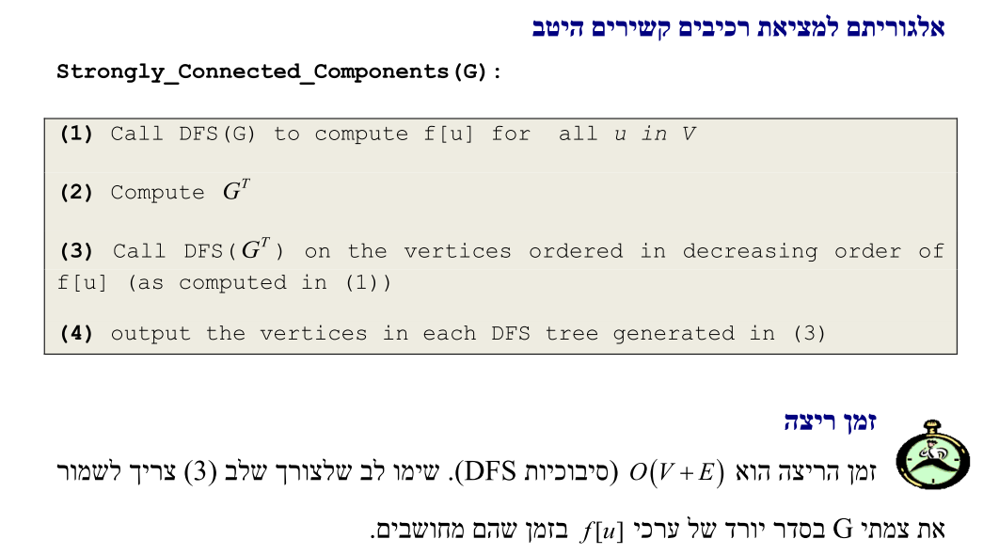 אלגוריתם למציאת רכיבים קשירים היטב
Strongly_Connected_Components(G):
(1) Call DFS(G) to compute f[u] for all u in V
(2) Compute G^T
(3) Call DFS(G^T) on the vertices ordered in decreasing order of
f[u] (as computed in (1))
(4) output the vertices in each DFS tree generated in (3)
זמן ריצה
זמן הריצה הוא O(V+E) (סיבוכיות DFS). שימו לב שלצורך שלב (3) צריך לשמור
את צמתי G בסדר יורד של ערכי f[u] בזמן שהם מחושבים.